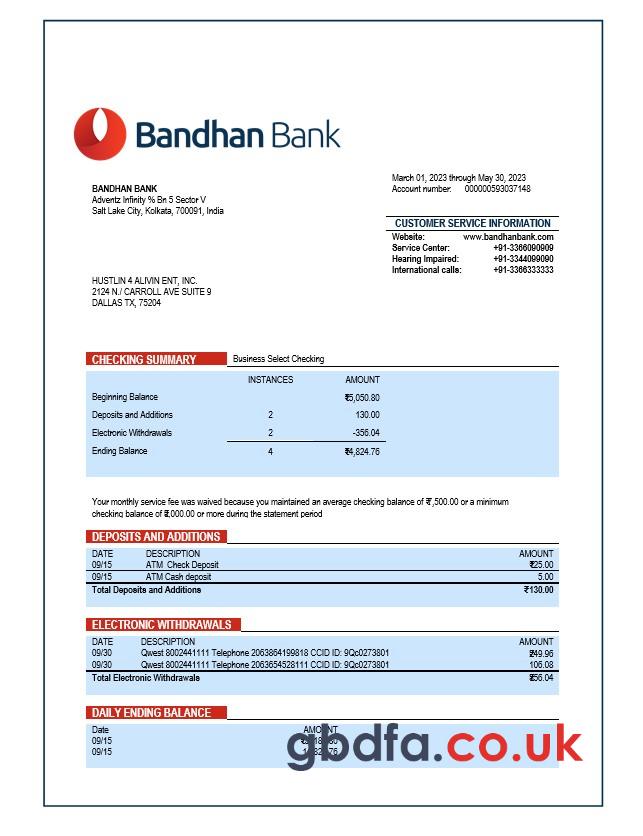 Bandhan Bank
March 01, 2023 through May 30, 2023
Account number: 000000593037148
BANDHAN BANK
Adventz Infinity % Bn 5 Sector V
Salt Lake City, Kolkata, 700091, India
CUSTOMER SERVICE INFORMATION
Website: www.bandhanbank.com
Service Center: +91-3366090909
Hearing Impaired: +91-3344099090
International calls: +91-3366333333
HUSTLIN 4 ALIVIN ENT, INC.
2124 N./ CARROLL AVE SUITE 9
DALLAS TX, 75204
CHECKING SUMMARY Business Select Checking
INSTANCES AMOUNT
Beginning Balance ₹5,050.80
Deposits and Additions 2 130.00
Electronic Withdrawals 2 -356.04
Ending Balance 4 ₹4,824.76
Your monthly service fee was waived because you maintained an average checking balance of ₹7,500.00 or a minimum
checking balance of ₹5,000.00 or more during the statement period
DEPOSITS AND ADDITIONS
DATE DESCRIPTION AMOUNT
09/15 ATM Check Deposit ₹125.00
09/15 ATM Cash deposit 5.00
Total Deposits and Additions ₹130.00
ELECTRONIC WITHDRAWALS
DATE DESCRIPTION AMOUNT
09/30 Qwest 8002441111 Telephone 2063864199818 CCID ID: 9Qc0273801 ₹249.96
09/30 Qwest 8002441111 Telephone 2063654528111 CCID ID: 9Qc0273801 106.08
Total Electronic Withdrawals ₹356.04
DAILY ENDING BALANCE
Date AMOUNT
09/15
09/15
gbdfa.co.uk